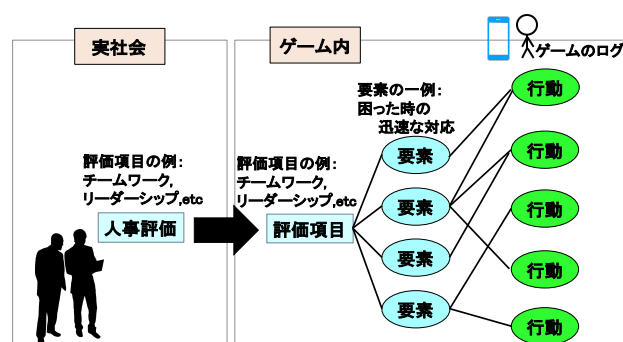 実社会
ゲーム内
ゲームのログ
評価項目の例:
チームワーク,
リーダーシップ,etc
人事評価
評価項目の例:
チームワーク,
リーダーシップ,etc
評価項目
要素の一例:
困った時の
迅速な対応
要素
要素
要素
要素
行動
行動
行動
行動
行動